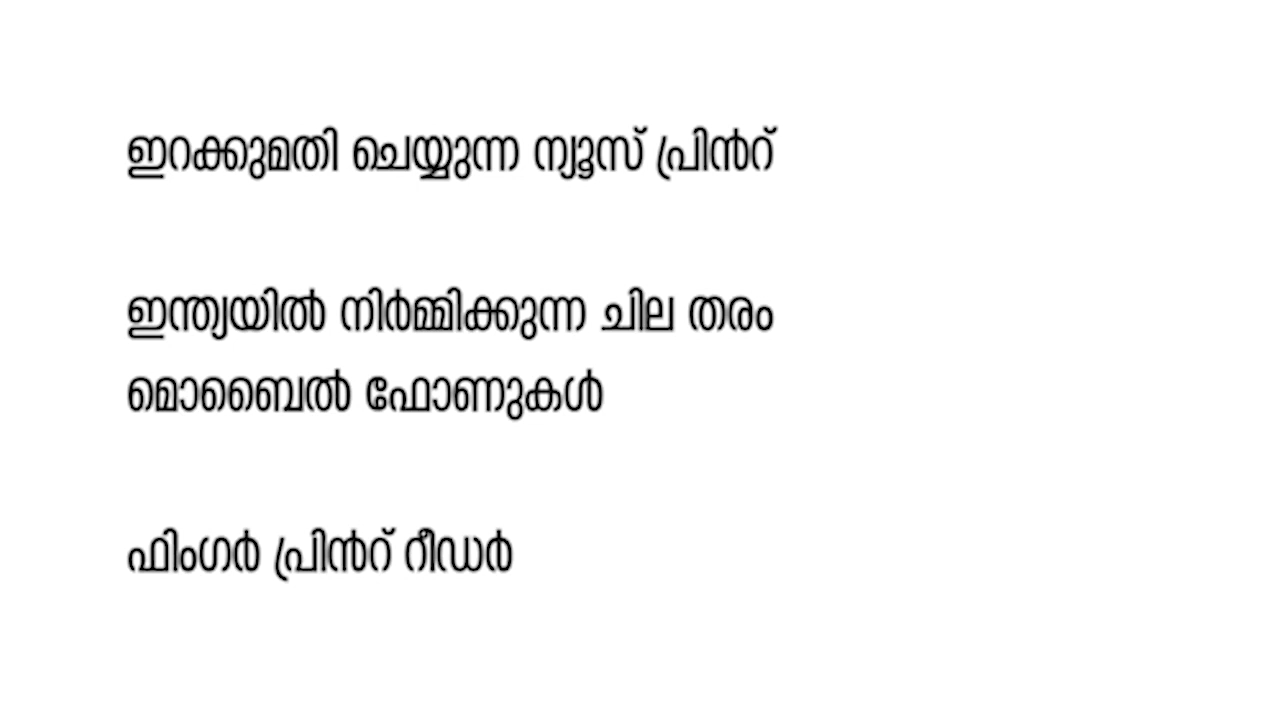 ഇറക്കുമതി ചെയ്യുന്ന ന്യൂസ് പ്രിൻറ്
ഇന്ത്യയിൽ നിർമ്മിക്കുന്ന ചില തരം
മൊബൈൽ ഫോണുകൾ
ഫിംഗർ പ്രിൻറ് റീഡർ